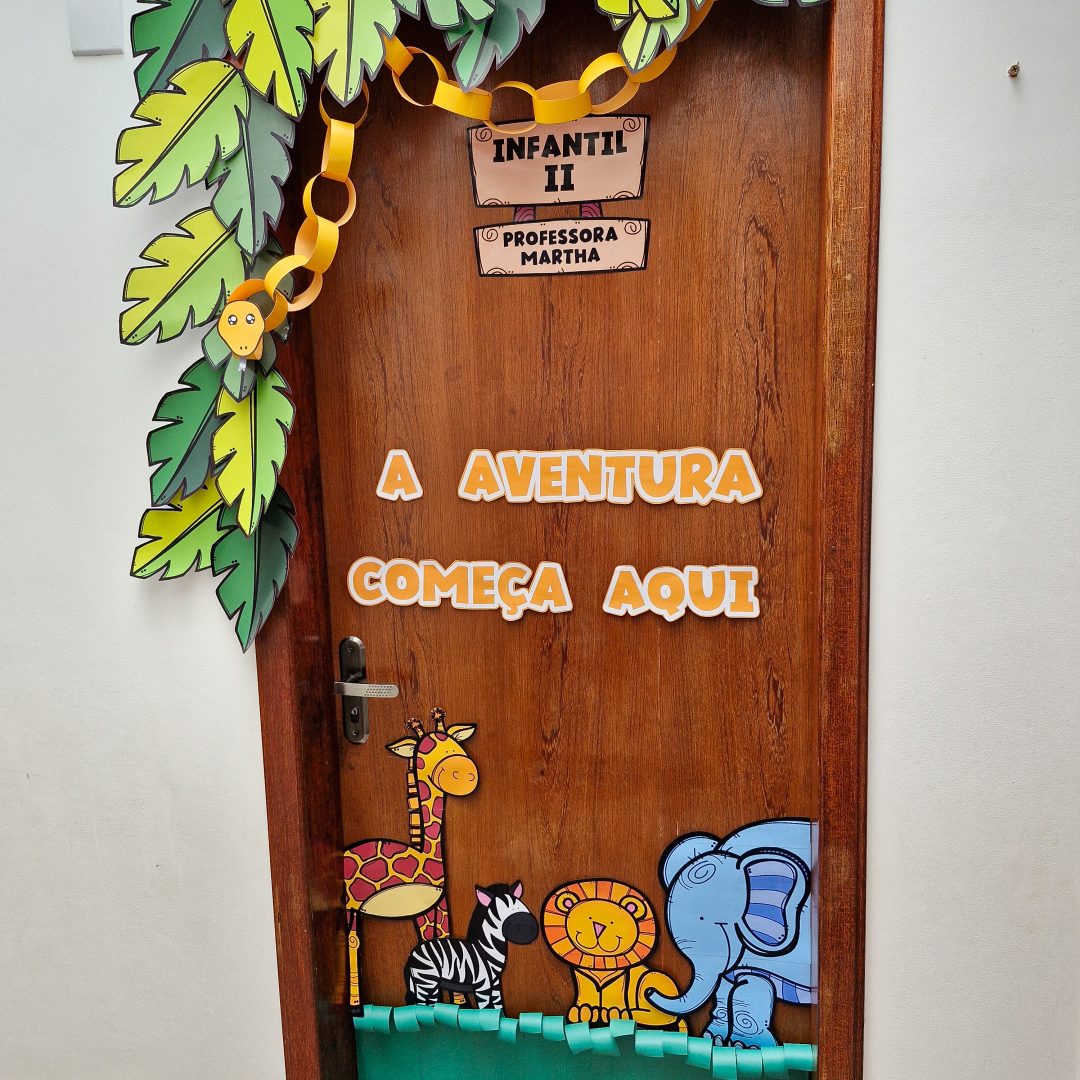 INFANTIL
II
PROFESSORA
MARTHA
A AVENTURA
COMEÇA AQUI